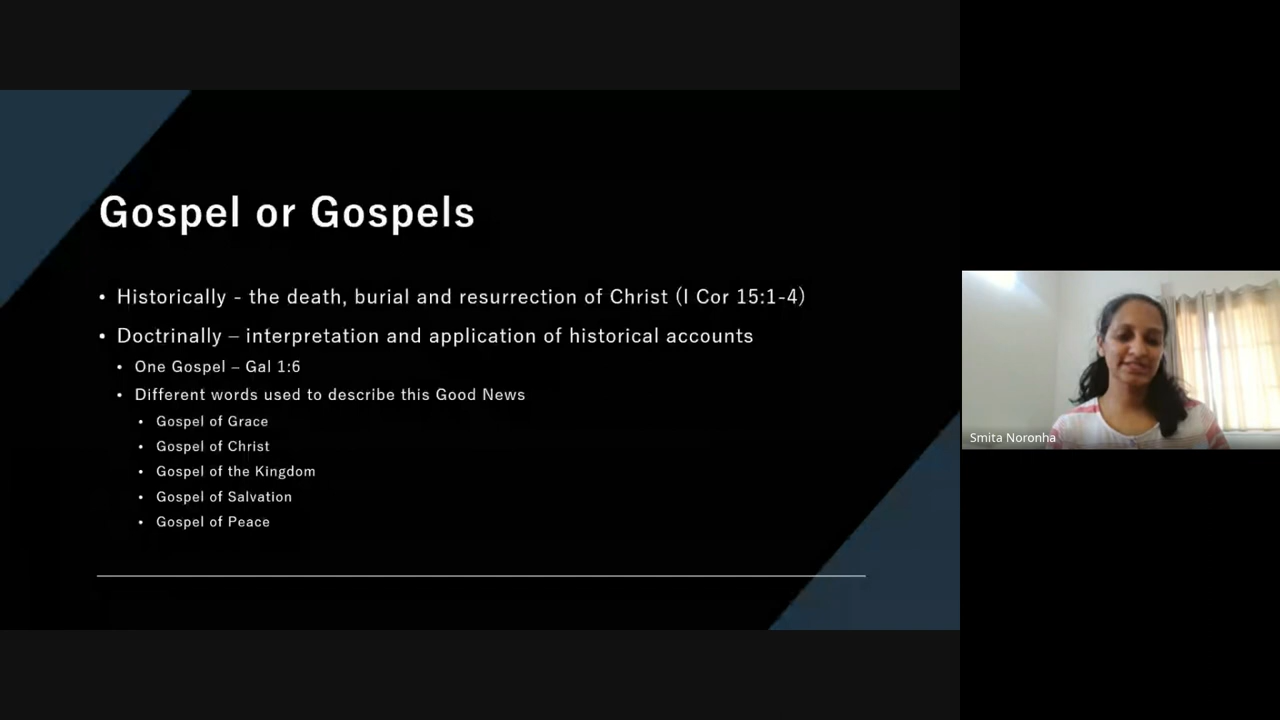 Gospel or Gospels
• Historically - the death, burial and resurrection of Christ (I Cor 15:1-4)
• Doctrinally – interpretation and application of historical accounts
• One Gospel – Gal 1:6
• Different words used to describe this Good News
• Gospel of Grace
• Gospel of Christ
• Gospel of the Kingdom
• Gospel of Salvation
• Gospel of Peace
Smita Noronha